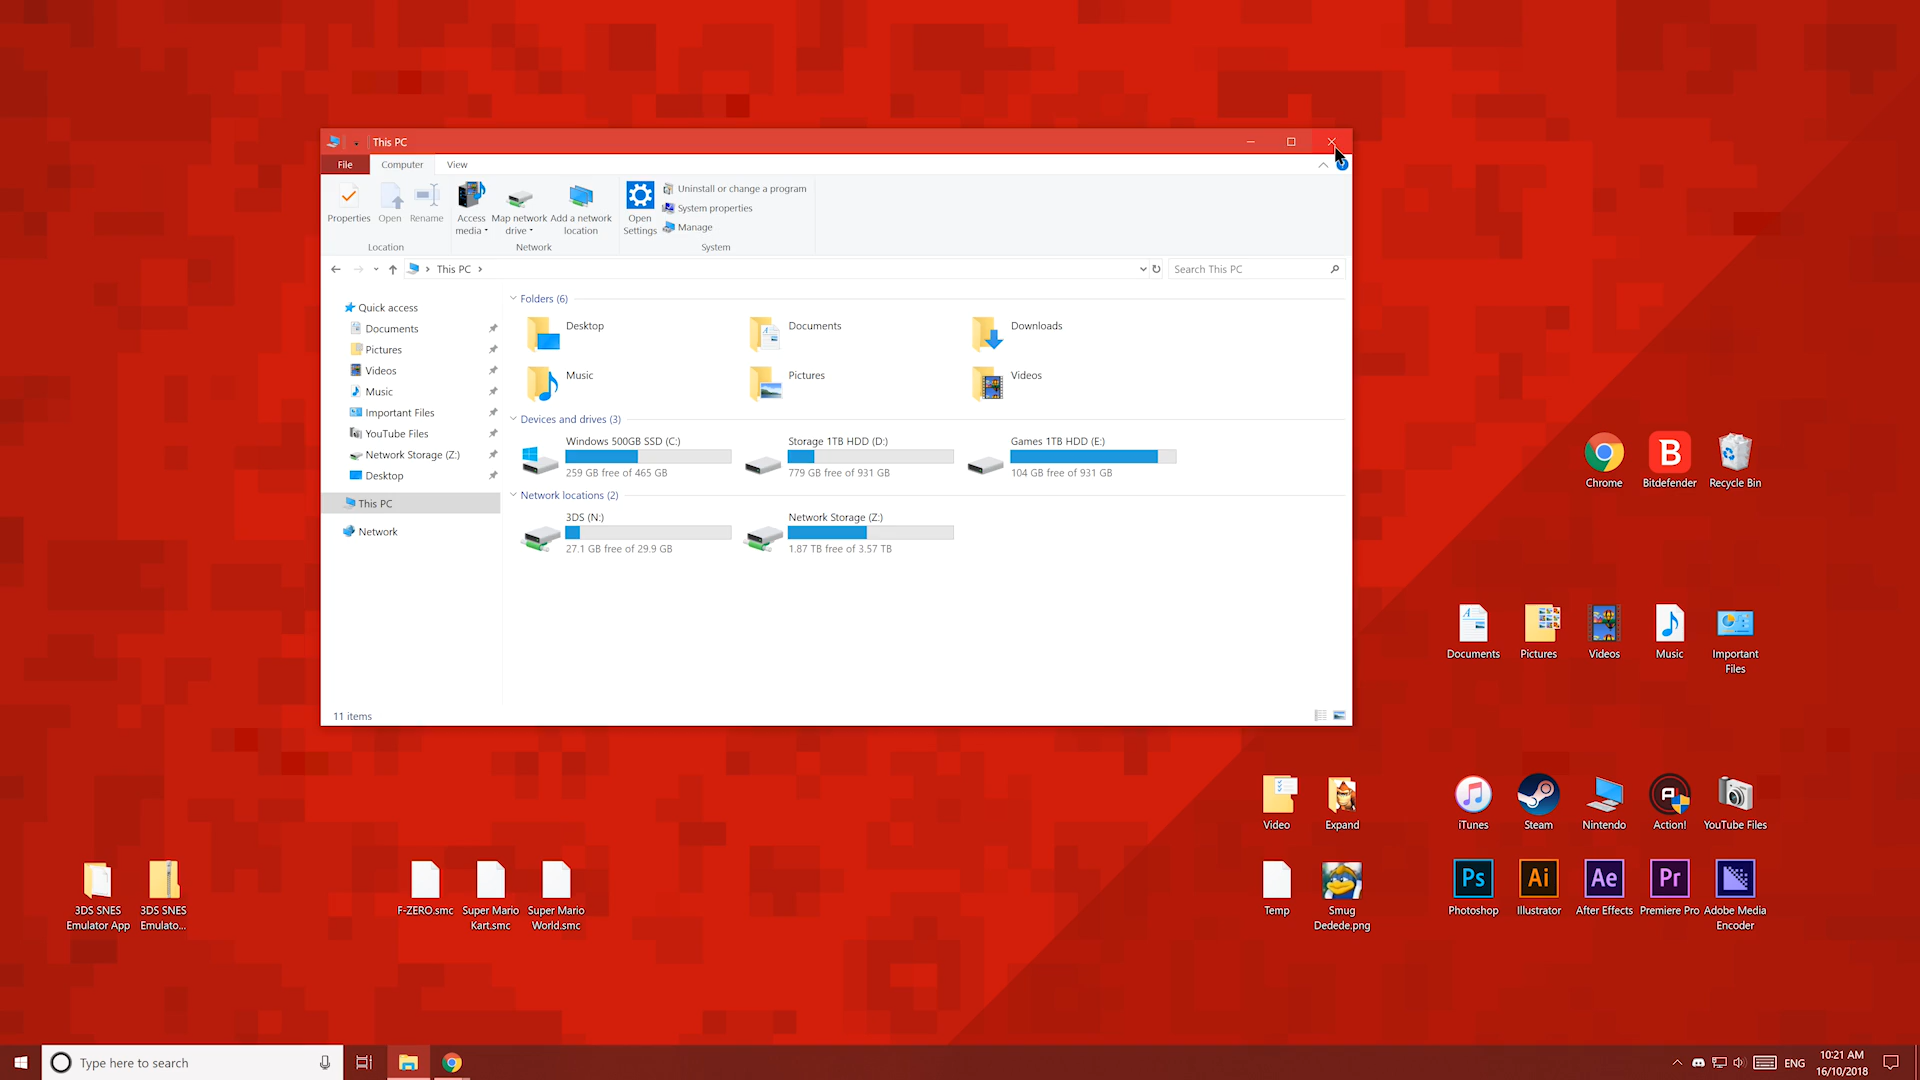 This PC
File
Computer
View
Properties
Open
Rename
Access
media
Map network
drive
Add a network
location
Open
Settings
Uninstall or change a program
System properties
Manage
Location
Network
System
This PC
Search This PC
Quick access
Documents
Pictures
Videos
Music
Important Files
YouTube Files
Network Storage (Z:)
Desktop
This PC
Network
Folders (6)
Desktop
Documents
Downloads
Music
Pictures
Videos
Devices and drives (3)
Windows 500GB SSD (C:)
259 GB free of 465 GB
Storage 1TB HDD (D:)
779 GB free of 931 GB
Games 1TB HDD (E:)
104 GB free of 931 GB
Network locations (2)
3DS (N:)
27.1 GB free of 29.9 GB
Network Storage (Z:)
1.87 TB free of 3.57 TB
11 items
Chrome
B
Bitdefender
Recycle Bin
Documents
Pictures
Videos
Music
Important
Files
Video
Expand
iTunes
Steam
Nintendo
Action!
YouTube Files
3DS SNES
Emulator App
3DS SNES
Emulato...
F-ZERO.smc
Super Mario
Kart.smc
Super Mario
World.smc
Temp
Smug
Dedede.png
Ps
Photoshop
Ai
Illustrator
Ae
After Effects
Pr
Premiere Pro
Adobe Media
Encoder
Type here to search
ENG
10:21 AM
16/10/2018